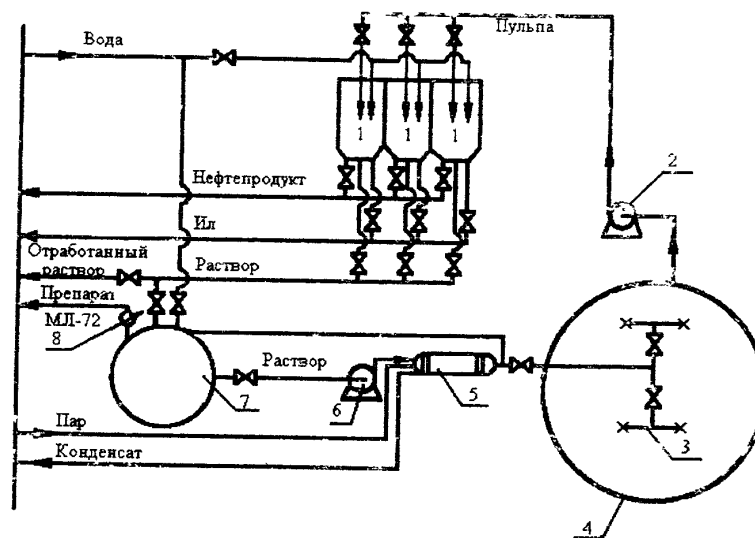 Пульпа
Вода
1 1 1
2
Нефтепродукт
Ил
Отработанный
раствор
Раствор
Препарат
МЛ-72
8
Раствор
7
6
5
3
Пар
Конденсат
4